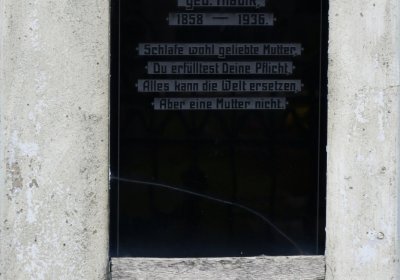 geb.
1858 — 1936.
Schlafe wohl geliebte Mutter,
Du erfülltest Deine Pflicht,
Alles kann die Welt ersetzen,
Aber eine Mutter nicht.